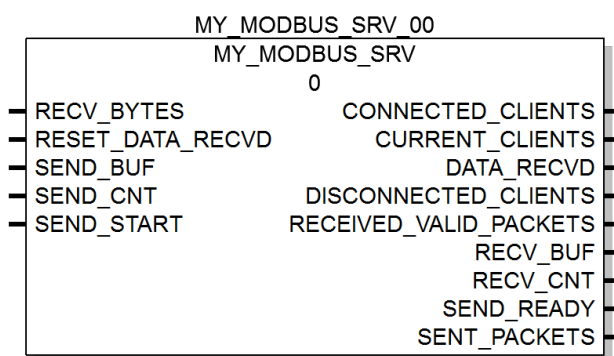 MY_MODBUS_SRV_00
MY_MODBUS_SRV
0
RECV_BYTES CONNECTED_CLIENTS
RESET_DATA_RECVD CURRENT_CLIENTS
SEND_BUF DATA_RECVD
SEND_CNT DISCONNECTED_CLIENTS
SEND_START RECEIVED_VALID_PACKETS
RECV_BUF
RECV_CNT
SEND_READY
SENT_PACKETS